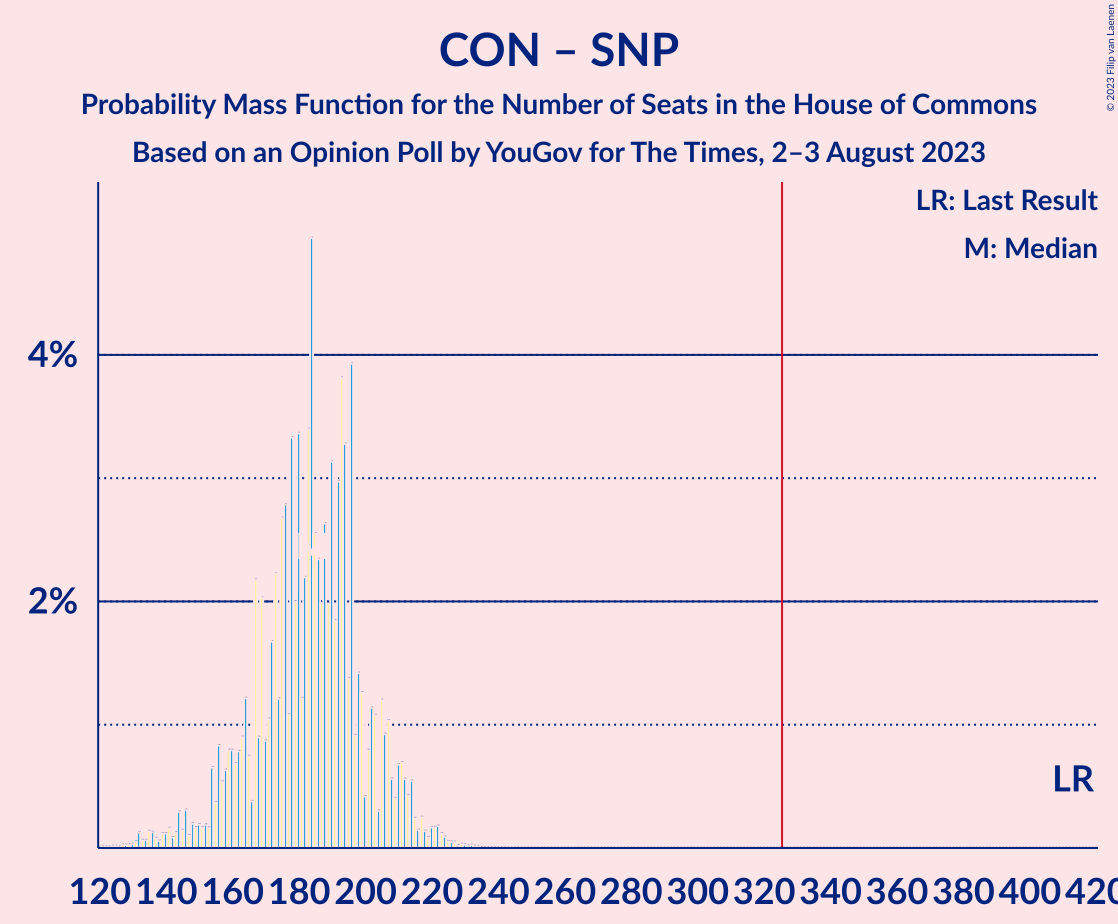 CON – SNP
Probability Mass Function for the Number of Seats in the House of Commons
Based on an Opinion Poll by YouGov for The Times, 2–3 August 2023
© 2023 Filip van Laenen
LR: Last Result
M: Median
4%
2%
LR
120 140 160 180 200 220 240 260 280 300 320 340 360 380 400 420